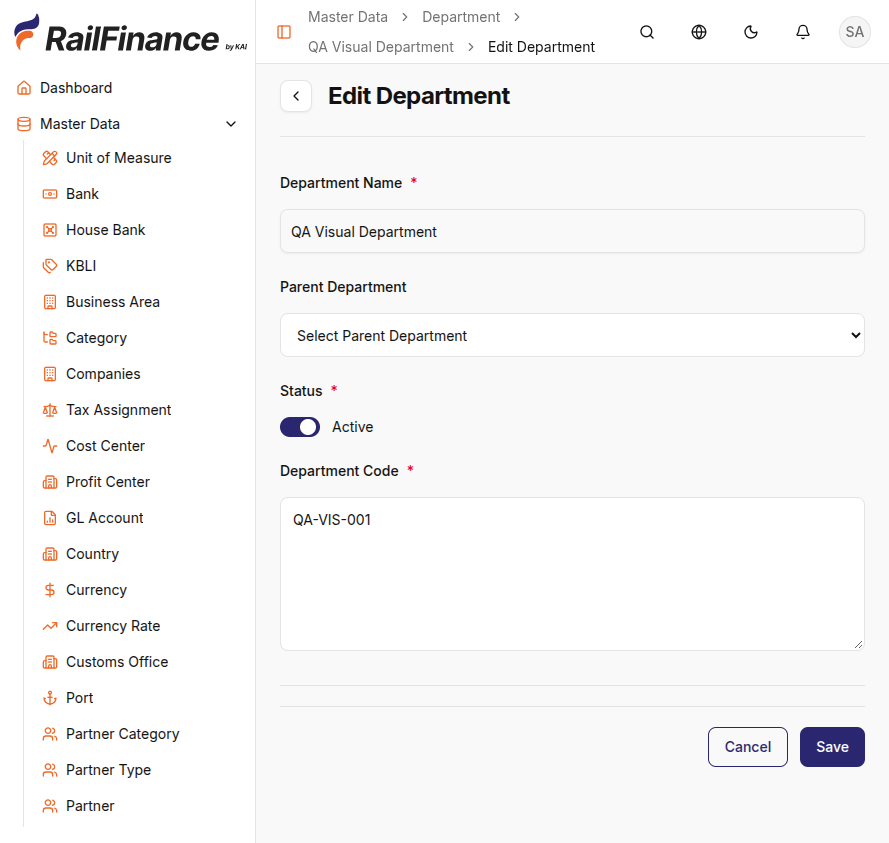 RailFinance by KAI
Dashboard
Master Data
Unit of Measure
Bank
House Bank
KBLI
Business Area
Category
Companies
Tax Assignment
Cost Center
Profit Center
GL Account
Country
Currency
Currency Rate
Customs Office
Port
Partner Category
Partner Type
Partner
Master Data > Department >
QA Visual Department > Edit Department
SA
Edit Department
Department Name *
QA Visual Department
Parent Department
Select Parent Department
Status *
Active
Department Code *
QA-VIS-001
Cancel Save